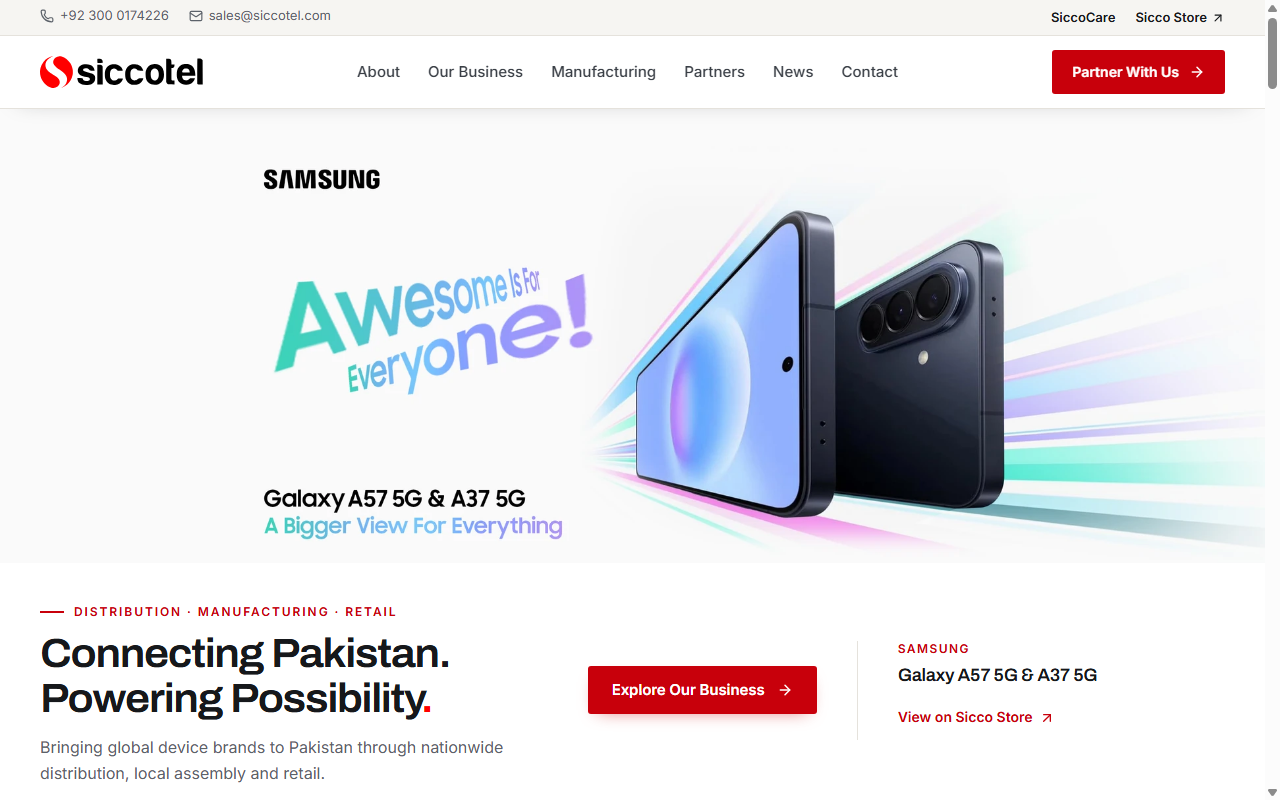 +92 300 0174226
sales@siccotel.com
SiccoCare
Sicco Store
siccotel
About
Our Business
Manufacturing
Partners
News
Contact
Partner With Us
SAMSUNG
Awesome Is For
Everyone!
Galaxy A57 5G & A37 5G
A Bigger View For Everything
DISTRIBUTION · MANUFACTURING · RETAIL
Connecting Pakistan.
Powering Possibility.
Bringing global device brands to Pakistan through nationwide
distribution, local assembly and retail.
Explore Our Business
SAMSUNG
Galaxy A57 5G & A37 5G
View on Sicco Store